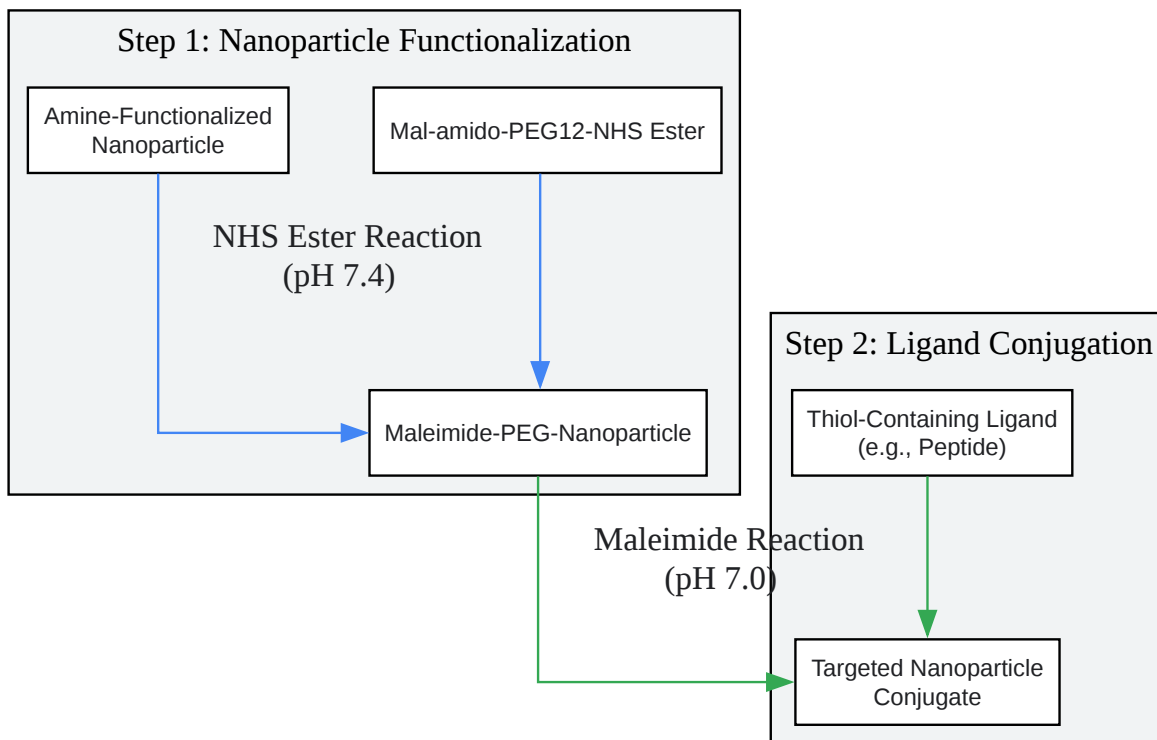 Step 1: Nanoparticle Functionalization
Amine-Functionalized
Nanoparticle
Mal-amido-PEG12-NHS Ester
NHS Ester Reaction
(pH 7.4)
Maleimide-PEG-Nanoparticle
Step 2: Ligand Conjugation
Thiol-Containing Ligand
(e.g., Peptide)
Maleimide Reaction
(pH 7.0)
Targeted Nanoparticle
Conjugate